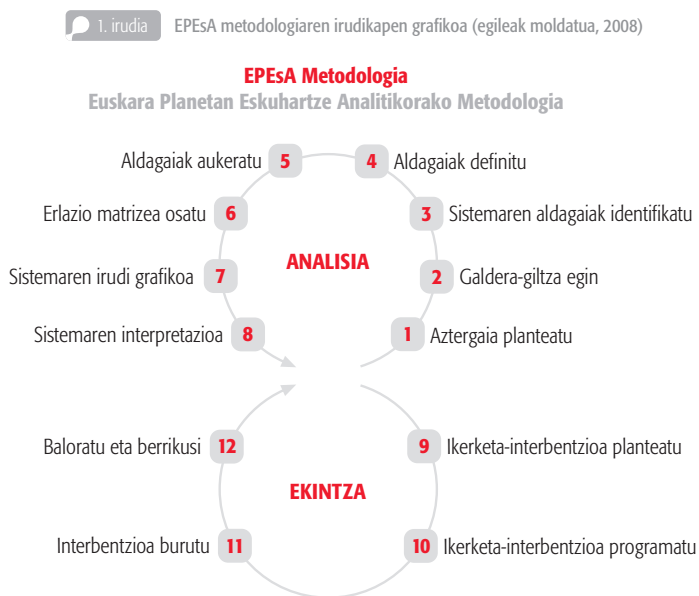 1. irudia EPEsA metodologiaren irudikapen grafikoa (egileak moldatua, 2008)
EPEsA Metodologia
Euskara Planetan Eskuhartze Analitikorako Metodologia
Aldagaiak aukeratu 5 4 Aldagaiak definitu
Erlazio matrizea osatu 6 3 Sistemaren aldagaiak identifikatu
ANALISIA
Sistemaren irudi grafikoa 7 2 Galdera-giltza egin
Sistemaren interpretazioa 8 1 Aztergaia planteatu
Baloratu eta berrikusi 12 9 Ikerketa-interbentzioa planteatu
EKINTZA
Interbentzioa burutu 11 10 Ikerketa-interbentzioa programatu